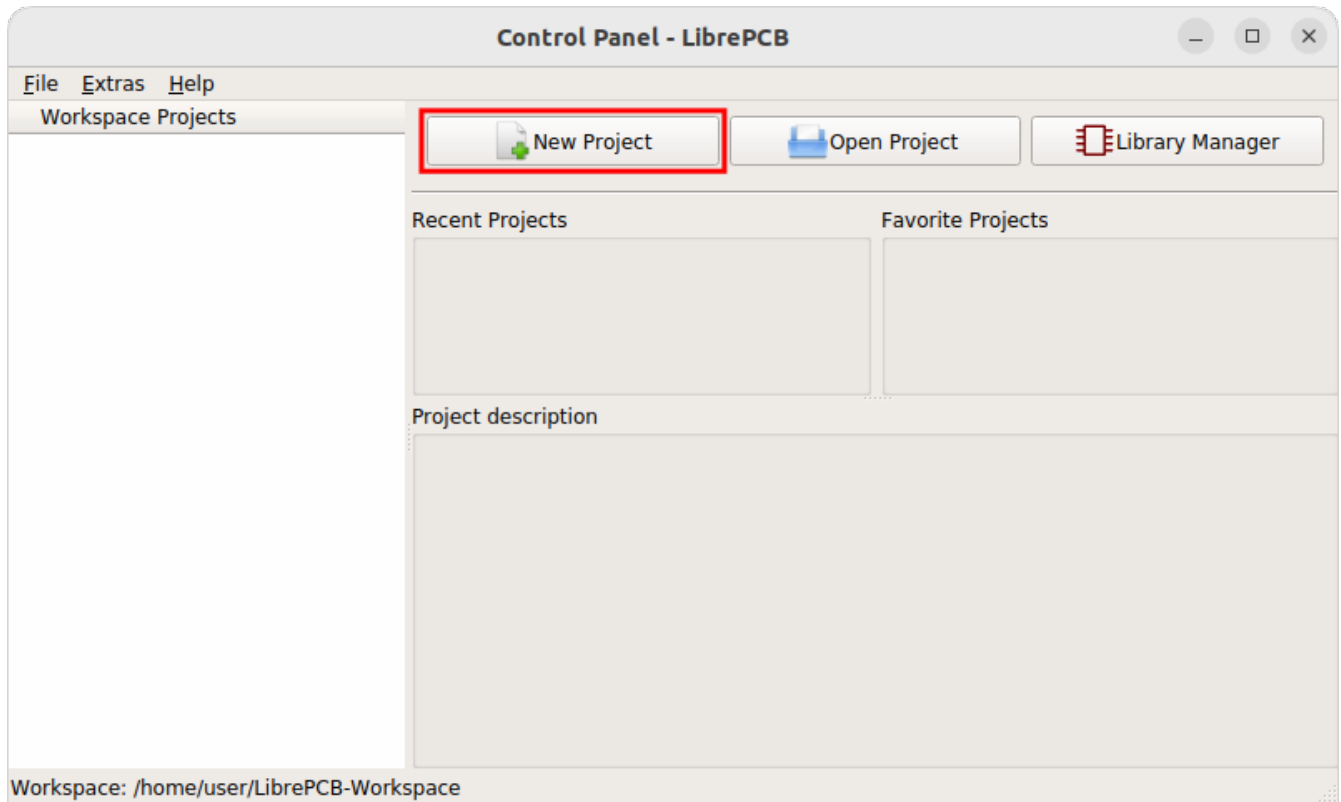 Control Panel - LibrePCB
File Extras Help
Workspace Projects
New Project Open Project Library Manager
Recent Projects Favorite Projects
Project description
Workspace: /home/user/LibrePCB-Workspace